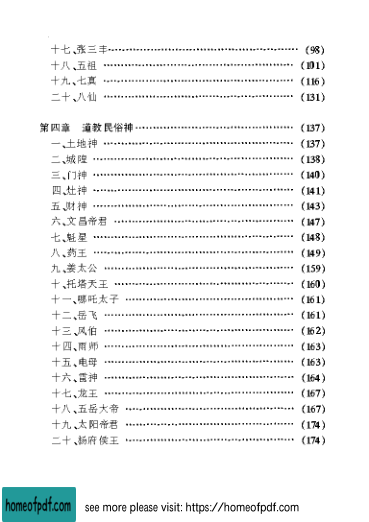 十七、张三丰 (98)
十八、五祖 (101)
十九、七真 (116)
二十、八仙 (131)
第四章 道教民俗神 (137)
一、土地神 (137)
二、城隍 (138)
三、门神 (140)
四、灶神 (141)
五、财神 (143)
六、文昌帝君 (147)
七、魁星 (148)
八、药王 (149)
九、姜太公 (159)
十、托塔天王 (160)
十一、哪吒太子 (161)
十二、岳飞 (161)
十三、风伯 (162)
十四、雨师 (163)
十五、电母 (163)
十六、雷神 (164)
十七、龙王 (167)
十八、五岳大帝 (167)
十九、太阳帝君 (174)
二十、杨府侯王 (174)
homeofpdf.com see more please visit: https://homeofpdf.com